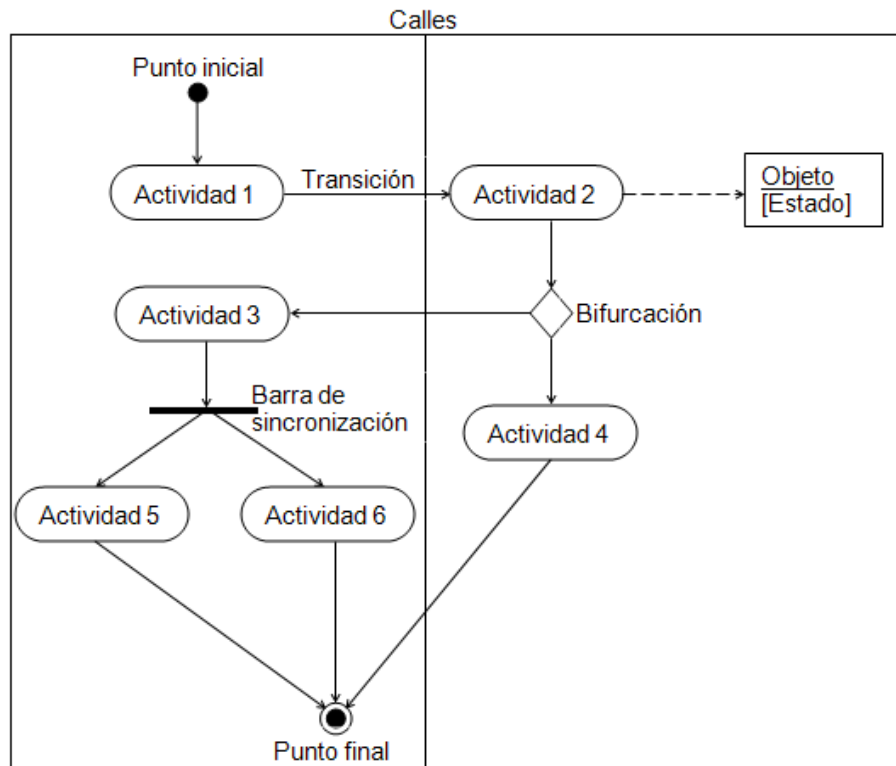 Calles
Punto inicial
Actividad 1
Transición
Actividad 2
Objeto
[Estado]
Actividad 3
Bifurcación
Barra de
sincronización
Actividad 4
Actividad 5
Actividad 6
Punto final